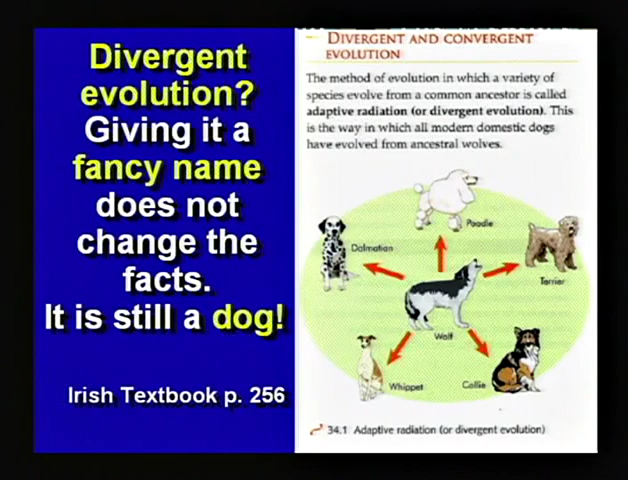 Divergent
evolution?
Giving it a
fancy name
does not
change the
facts.
It is still a dog!
Irish Textbook p. 256
DIVERGENT AND CONVERGENT
EVOLUTION
The method of evolution in which a variety of
species evolve from a common ancestor is called
adaptive radiation (or divergent evolution). This
is the way in which all modern domestic dogs
have evolved from ancestral wolves.
Poodle
Dalmatian
Terrier
Wolf
Whippet
Collie
34.1 Adaptive radiation (or divergent evolution)